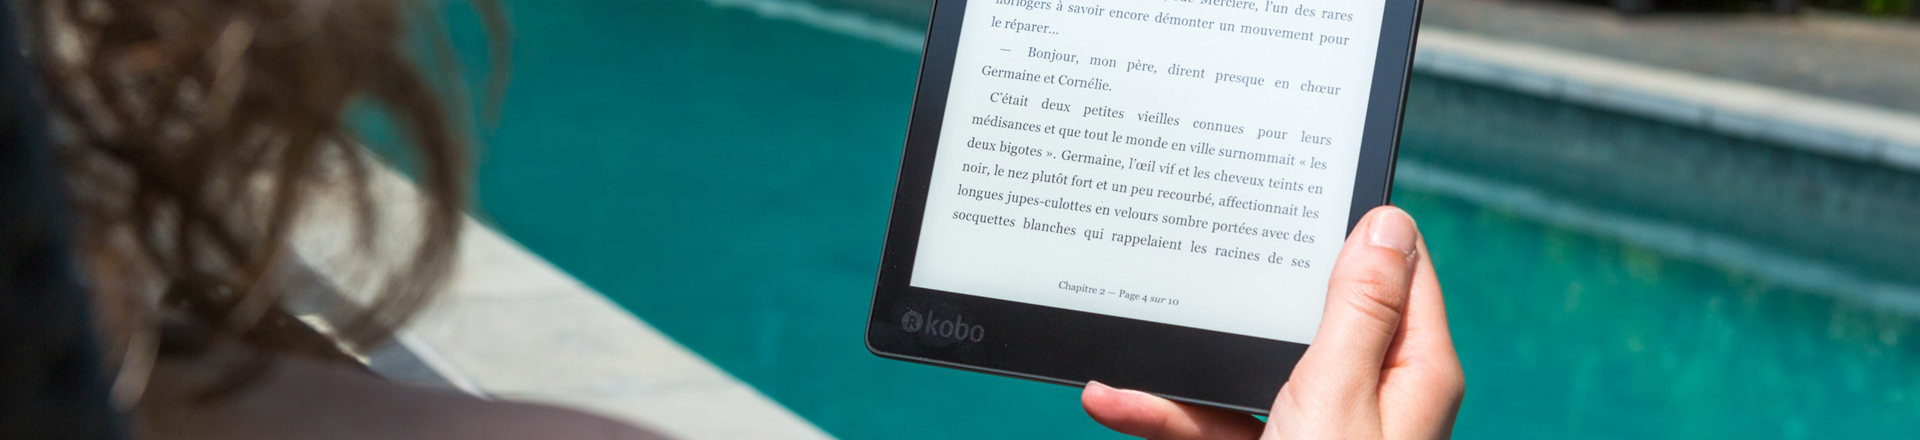 Mercière, l'un des rares
horlogers à savoir encore démonter un mouvement pour
le réparer...
— Bonjour, mon père, dirent presque en chœur
Germaine et Cornélie.
C'était deux petites vieilles connues pour leurs
médisances et que tout le monde en ville surnommait « les
deux bigotes ». Germaine, l'œil vif et les cheveux teints en
noir, le nez plutôt fort et un peu recourbé, affectionnait les
longues jupes-culottes en velours sombre portées avec des
socquettes blanches qui rappelaient les racines de ses
Chapitre 2 — Page 4 sur 10
R kobo